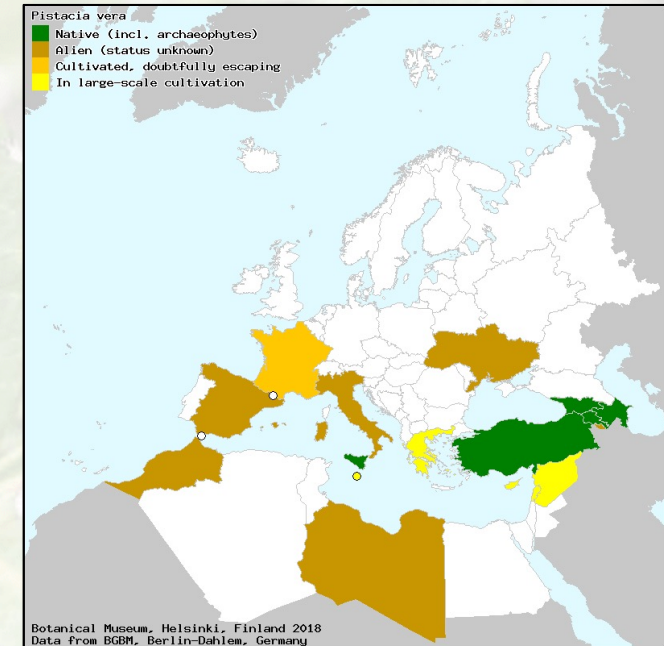 Pistacia vera
Native (incl. archaeophytes)
Alien (status unknown)
Cultivated, doubtfully escaping
In large-scale cultivation
Botanical Museum, Helsinki, Finland 2018
Data from BGBM, Berlin-Dahlem, Germany